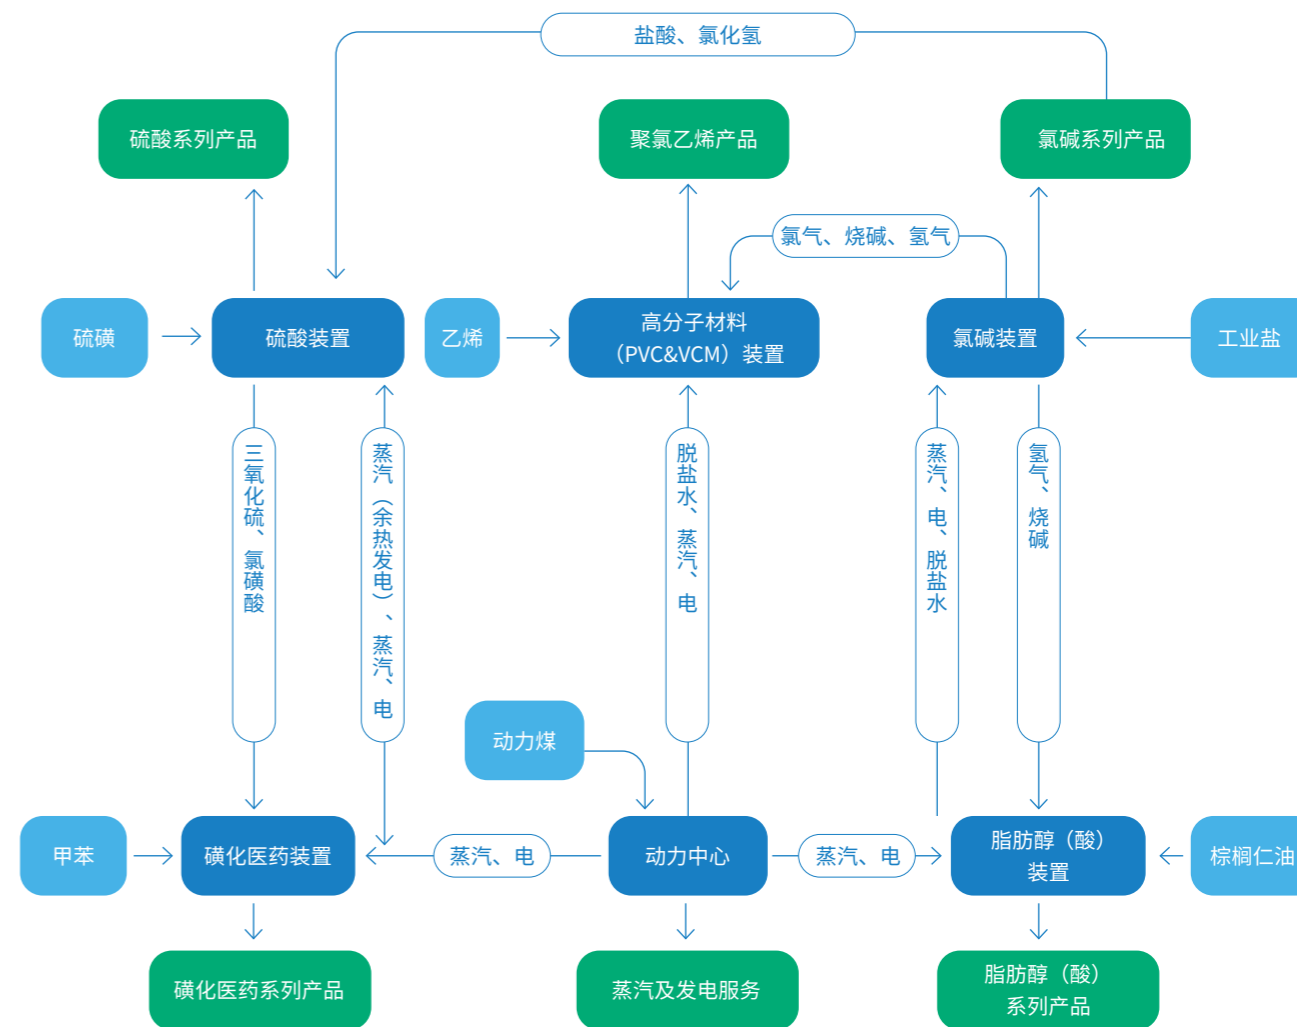 盐酸、氯化氢
硫酸系列产品
聚氯乙烯产品
氯碱系列产品
氯气、烧碱、氢气
硫磺
硫酸装置
乙烯
高分子材料
（PVC&VCM）装置
氯碱装置
工业盐
三氧化硫、氯磺酸
蒸汽（余热发电）、蒸汽、电
脱盐水、蒸汽、电
蒸汽、电、脱盐水
氢气、烧碱
动力煤
甲苯
磺化医药装置
蒸汽、电
动力中心
蒸汽、电
脂肪醇（酸）
装置
棕榈仁油
磺化医药系列产品
蒸汽及发电服务
脂肪醇（酸）
系列产品